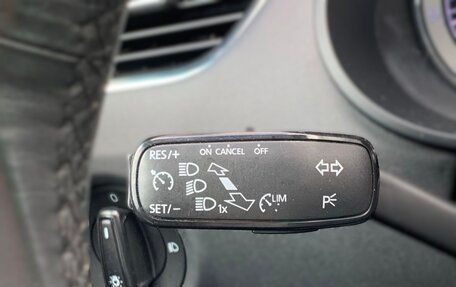 ON CANCEL OFF
RES/+
LIM
SET/– 1x
P